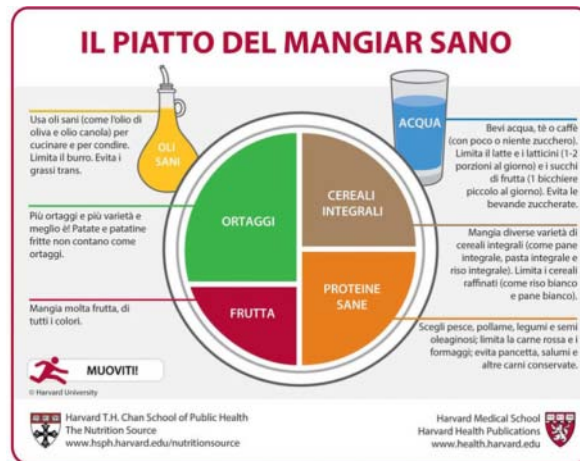 IL PIATTO DEL MANGIAR SANO
Usa oli sani (come l'olio di
oliva e olio canola) per
cucinare e per condire.
Limita il burro. Evita i
grassi trans.
OLI
SANI
ACQUA
Bevi acqua, tè o caffè
(con poco o niente zucchero).
Limita il latte e i latticini (1-2
porzioni al giorno) e i succhi
di frutta (1 bicchiere
piccolo al giorno). Evita le
bevande zuccherate.
Più ortaggi e più varietà e
meglio è! Patate e patatine
fritte non contano come
ortaggi.
ORTAGGI
CEREALI
INTEGRALI
Mangia diverse varietà di
cereali integrali (come pane
integrale, pasta integrale e
riso integrale). Limita i cereali
raffinati (come riso bianco
e pane bianco).
Mangia molta frutta, di
tutti i colori.
FRUTTA
PROTEINE
SANE
Scegli pesce, pollame, legumi e semi
oleaginosi; limita la carne rossa e i
formaggi; evita pancetta, salumi e
altre carni conservate.
MUOVITI!
© Harvard University
Harvard T.H. Chan School of Public Health
The Nutrition Source
www.hsph.harvard.edu/nutritionsource
Harvard Medical School
Harvard Health Publications
www.health.harvard.edu